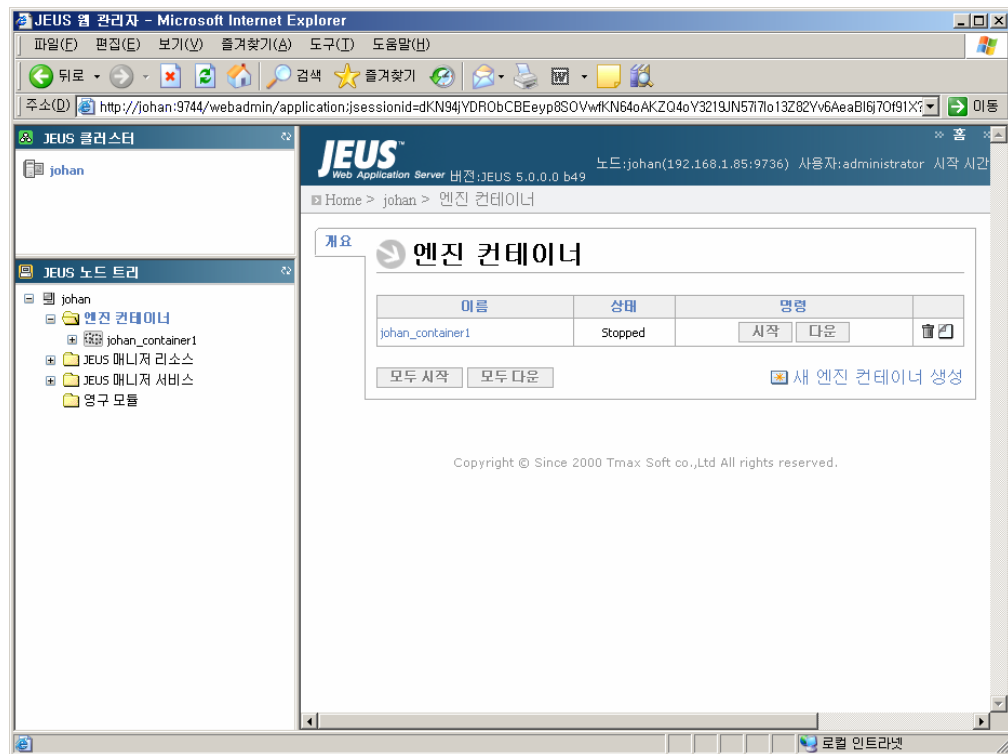 JEUS 웹 관리자 - Microsoft Internet Explorer
파일(F) 편집(E) 보기(V) 즐겨찾기(A) 도구(T) 도움말(H)
뒤로 검색 즐겨찾기
주소(D) http://johan:9744/webadmin/application;jsessionid= 이동
JEUS 클러스터
johan
JEUS 노드 트리
johan
엔진 컨테이너
johan_container1
JEUS 매니저 리소스
JEUS 매니저 서비스
영구 모듈
» 홈 »
JEUS™
Web Application Server 버전:JEUS 5.0.0.0 b49
노드:johan(192.168.1.85:9736) 사용자:administrator 시작 시간
Home > johan > 엔진 컨테이너
개요
엔진 컨테이너
이름 상태 명령
johan_container1 Stopped 시작 다운
모두 시작 모두 다운 새 엔진 컨테이너 생성
Copyright © Since 2000 Tmax Soft co.,Ltd All rights reserved.
로컬 인트라넷